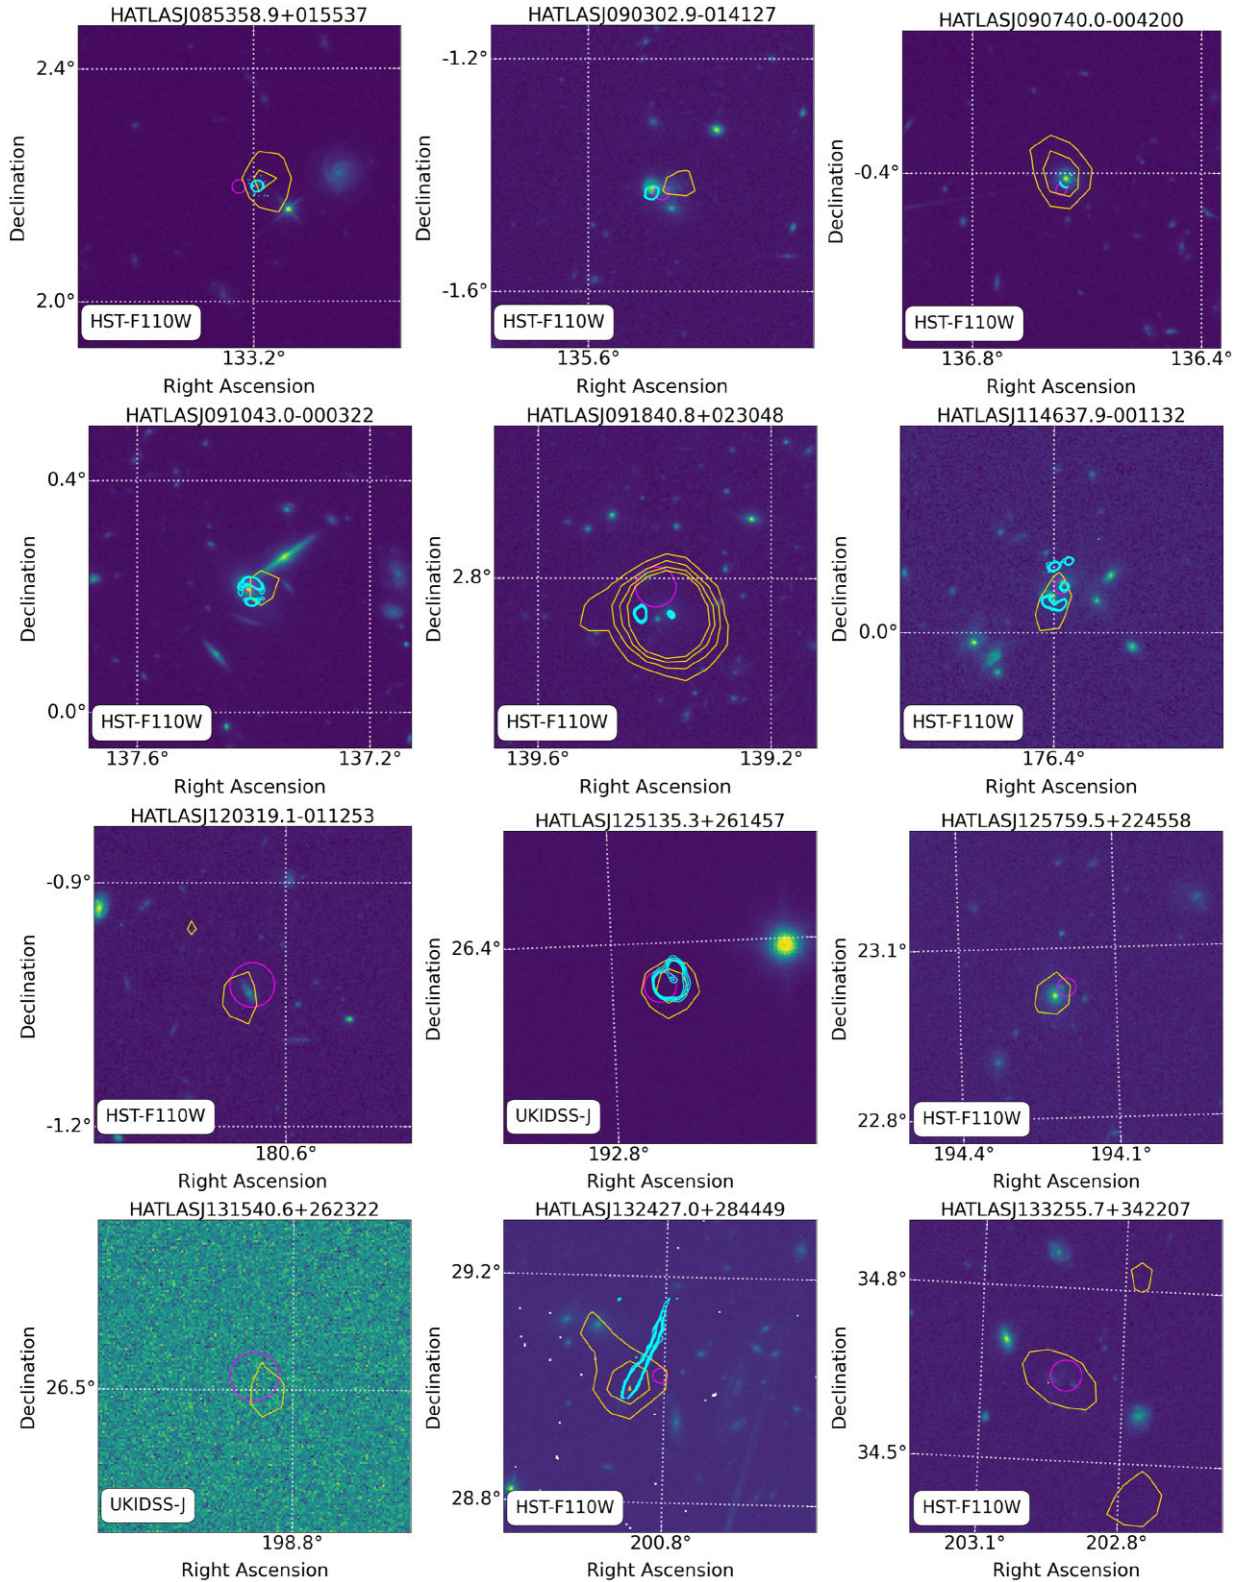 HATLASJ085358.9+015537
HATLASJ090302.9-014127
HATLASJ090740.0-004200
2.4°
2.0°
Declination
HST-F110W
133.2°
Right Ascension
-1.2°
-1.6°
Declination
HST-F110W
135.6°
Right Ascension
-0.4°
Declination
HST-F110W
136.8°
136.4°
Right Ascension
HATLASJ091043.0-000322
HATLASJ091840.8+023048
HATLASJ114637.9-001132
0.4°
0.0°
Declination
HST-F110W
137.6°
137.2°
Right Ascension
2.8°
Declination
HST-F110W
139.6°
139.2°
Right Ascension
0.0°
Declination
HST-F110W
176.4°
Right Ascension
HATLASJ120319.1-011253
HATLASJ125135.3+261457
HATLASJ125759.5+224558
-0.9°
-1.2°
Declination
HST-F110W
180.6°
Right Ascension
26.4°
Declination
UKIDSS-J
192.8°
Right Ascension
23.1°
22.8°
Declination
HST-F110W
194.4°
194.1°
Right Ascension
HATLASJ131540.6+262322
HATLASJ132427.0+284449
HATLASJ133255.7+342207
26.5°
Declination
UKIDSS-J
198.8°
Right Ascension
29.2°
28.8°
Declination
HST-F110W
200.8°
Right Ascension
34.8°
34.5°
Declination
HST-F110W
203.1°
202.8°
Right Ascension